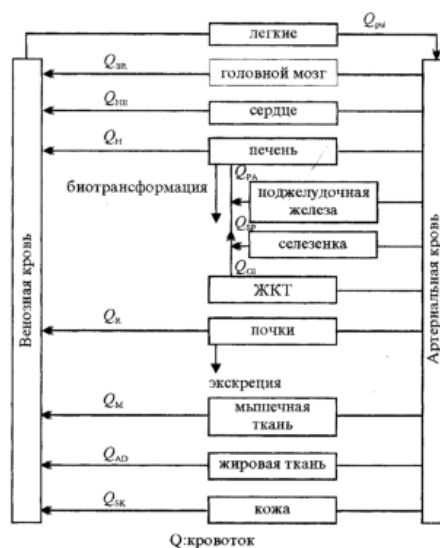 легкие
Q_pul
Q_BR
головной мозг
Q_HR
сердце
Q_H
печень
биотрансформация
Q_PA
поджелудочная
железа
Q_SP
селезенка
Q_GI
ЖКТ
Q_R
почки
экскреция
Q_M
мышечная
ткань
Q_AD
жировая ткань
Q_SK
кожа
Венозная кровь
Артериальная кровь
Q:кровоток